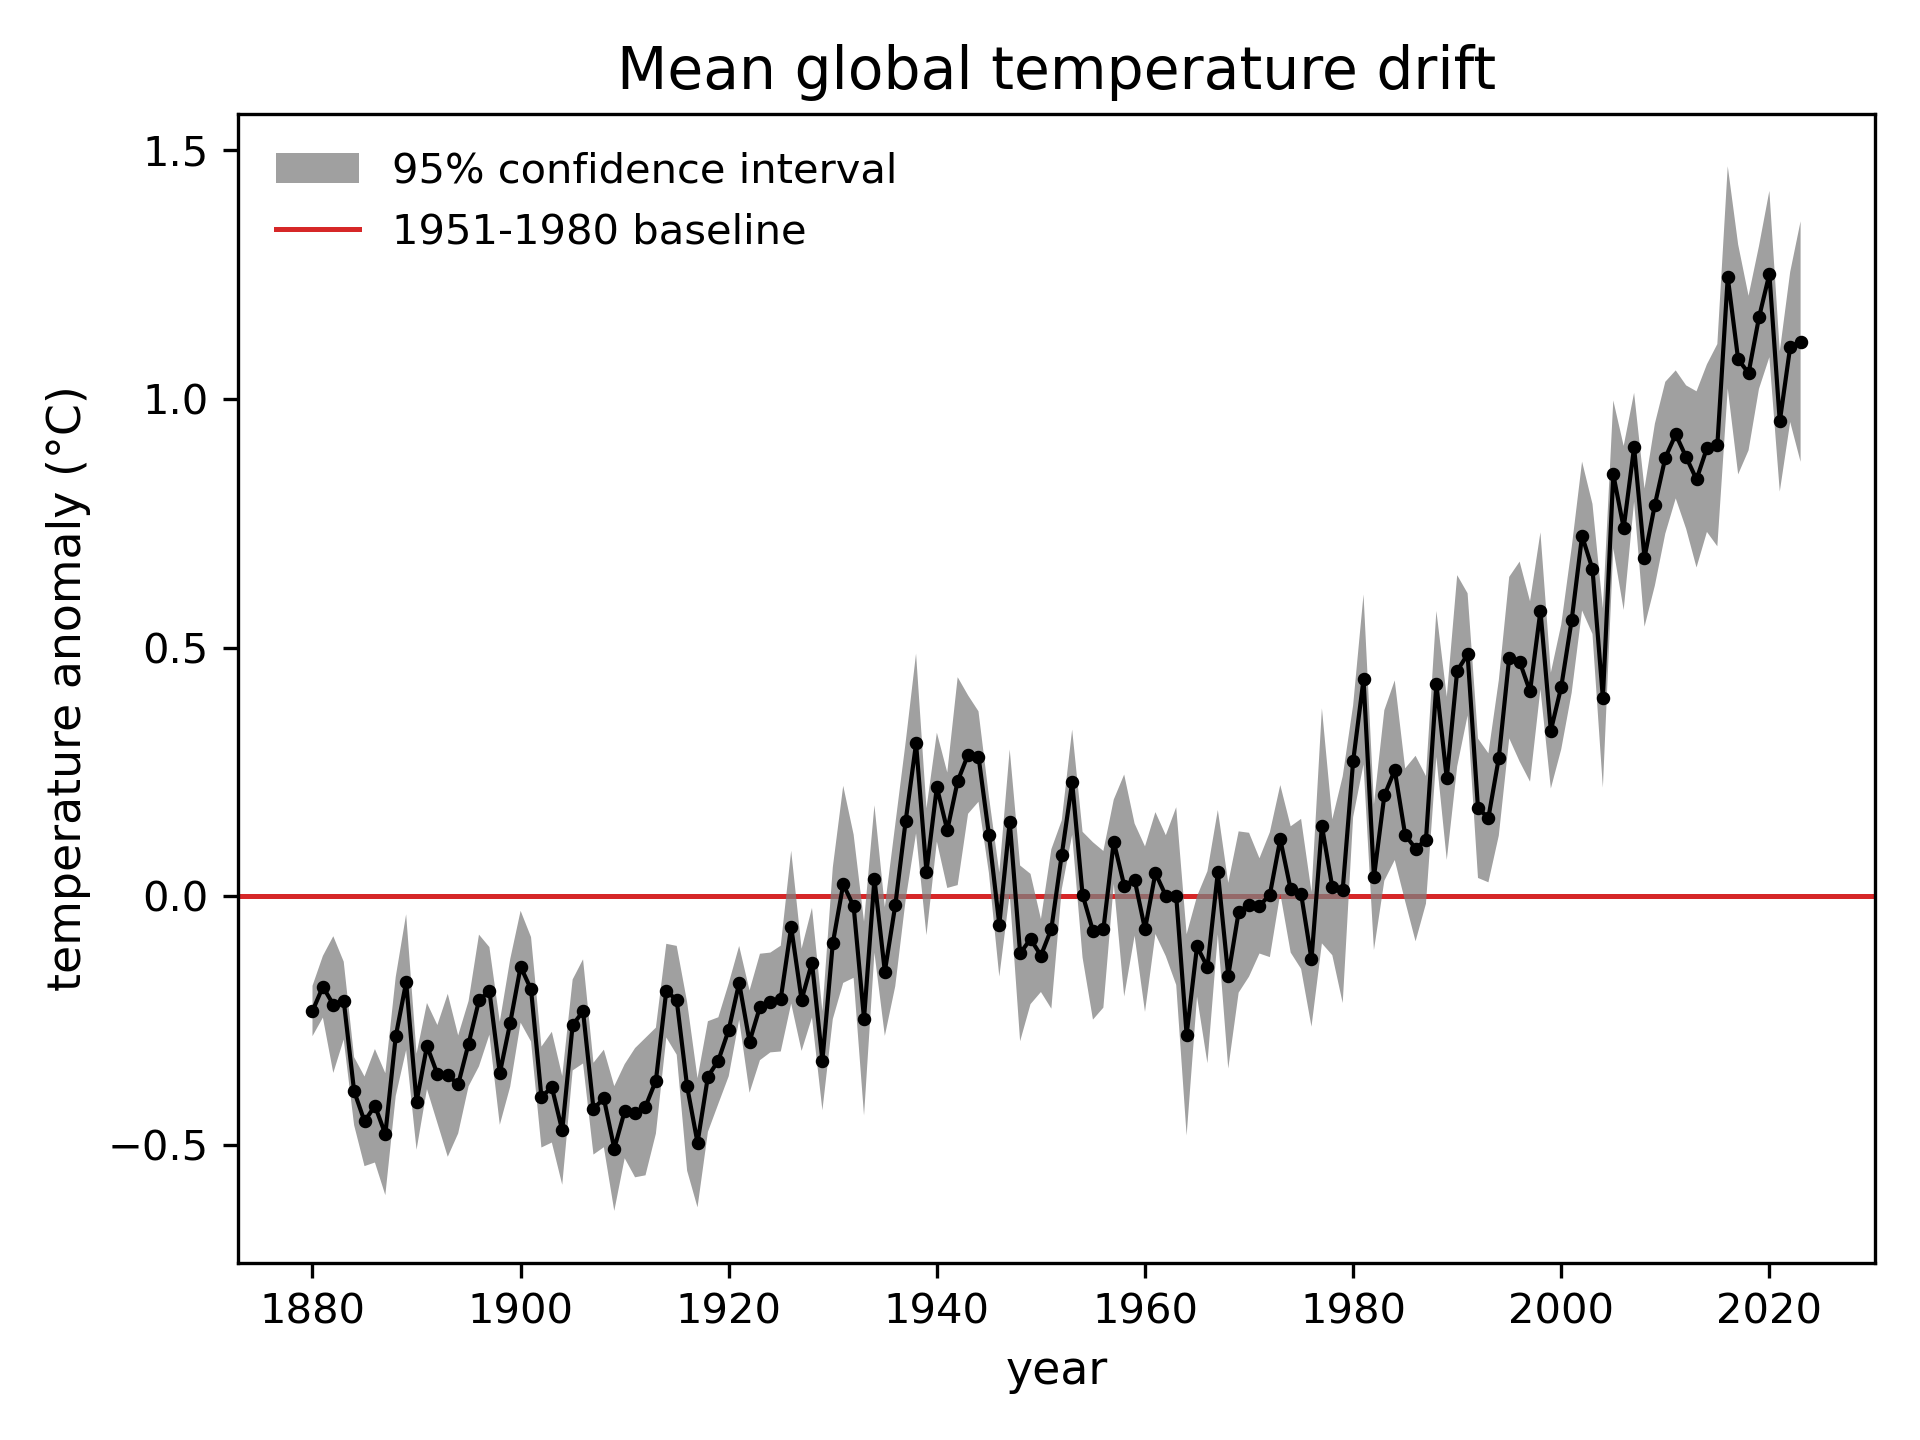 Mean global temperature drift
95% confidence interval
1951-1980 baseline
temperature anomaly (°C)
1.5
1.0
0.5
0.0
−0.5
1880 1900 1920 1940 1960 1980 2000 2020
year